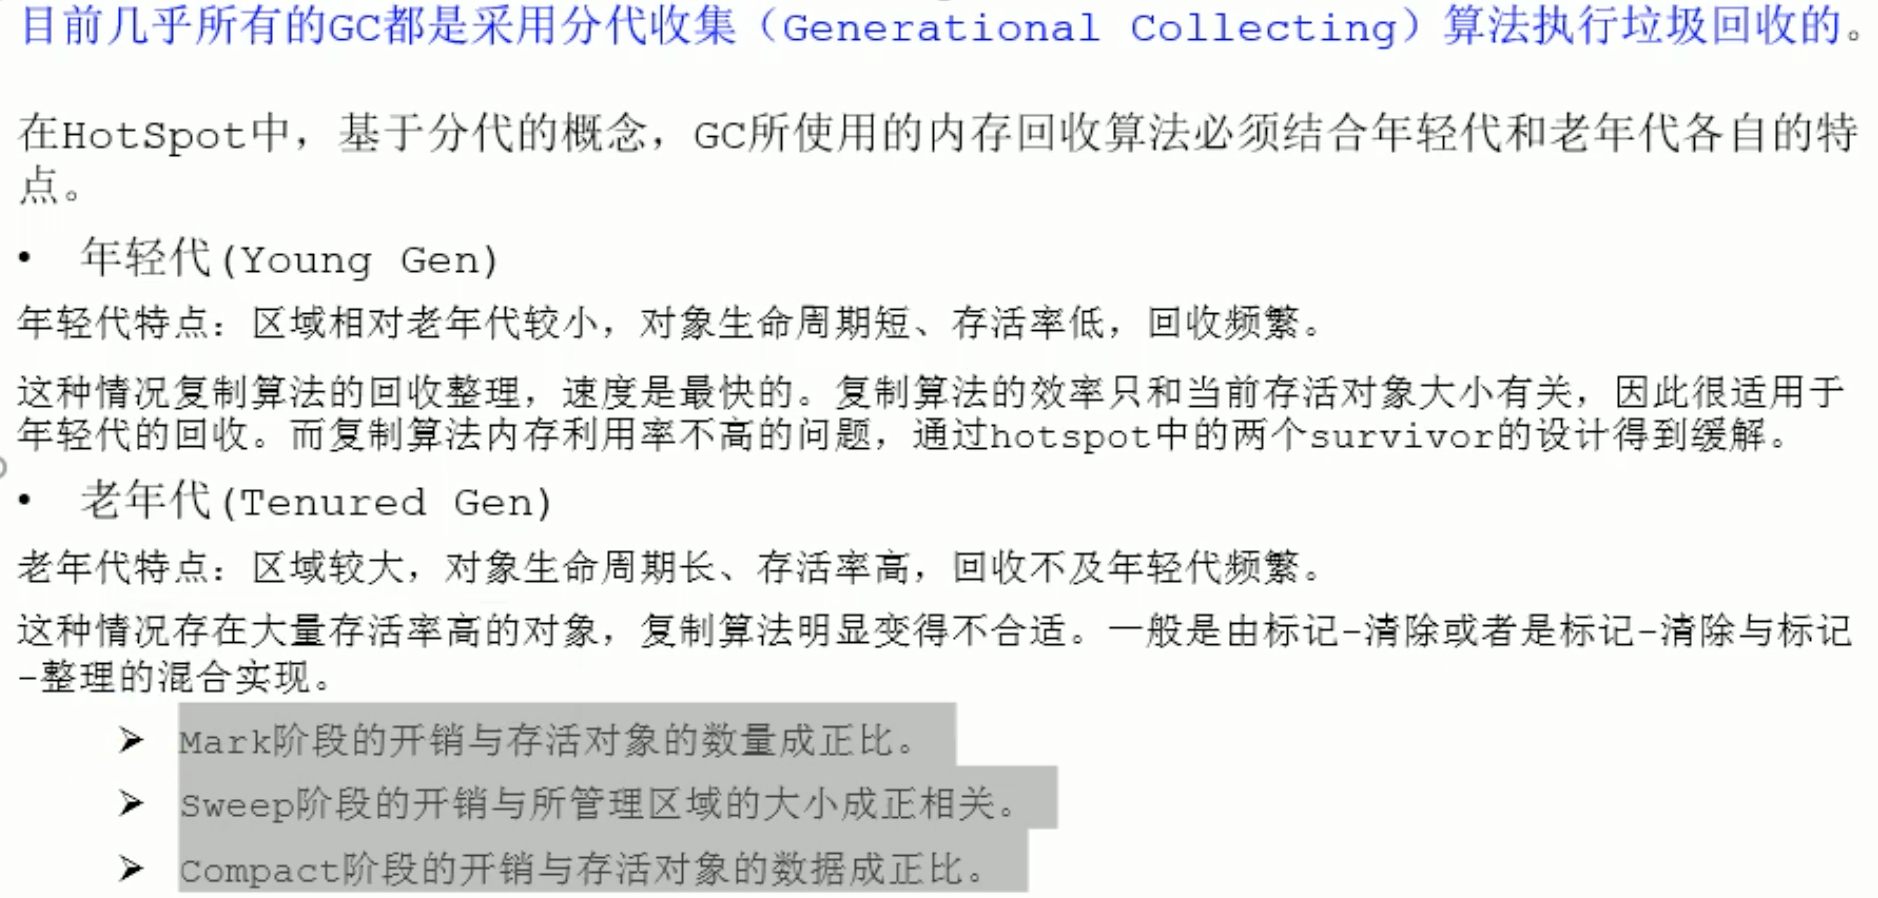 目前几乎所有的GC都是采用分代收集（Generational Collecting）算法执行垃圾回收的。
在HotSpot中，基于分代的概念，GC所使用的内存回收算法必须结合年轻代和老年代各自的特
点。
• 年轻代(Young Gen)
年轻代特点：区域相对老年代较小，对象生命周期短、存活率低，回收频繁。
这种情况复制算法的回收整理，速度是最快的。复制算法的效率只和当前存活对象大小有关，因此很适用于
年轻代的回收。而复制算法内存利用率不高的问题，通过hotspot中的两个survivor的设计得到缓解。
• 老年代(Tenured Gen)
老年代特点：区域较大，对象生命周期长、存活率高，回收不及年轻代频繁。
这种情况存在大量存活率高的对象，复制算法明显变得不合适。一般是由标记-清除或者是标记-清除与标记
-整理的混合实现。
➢ Mark阶段的开销与存活对象的数量成正比。
➢ Sweep阶段的开销与所管理区域的大小成正相关。
➢ Compact阶段的开销与存活对象的数据成正比。